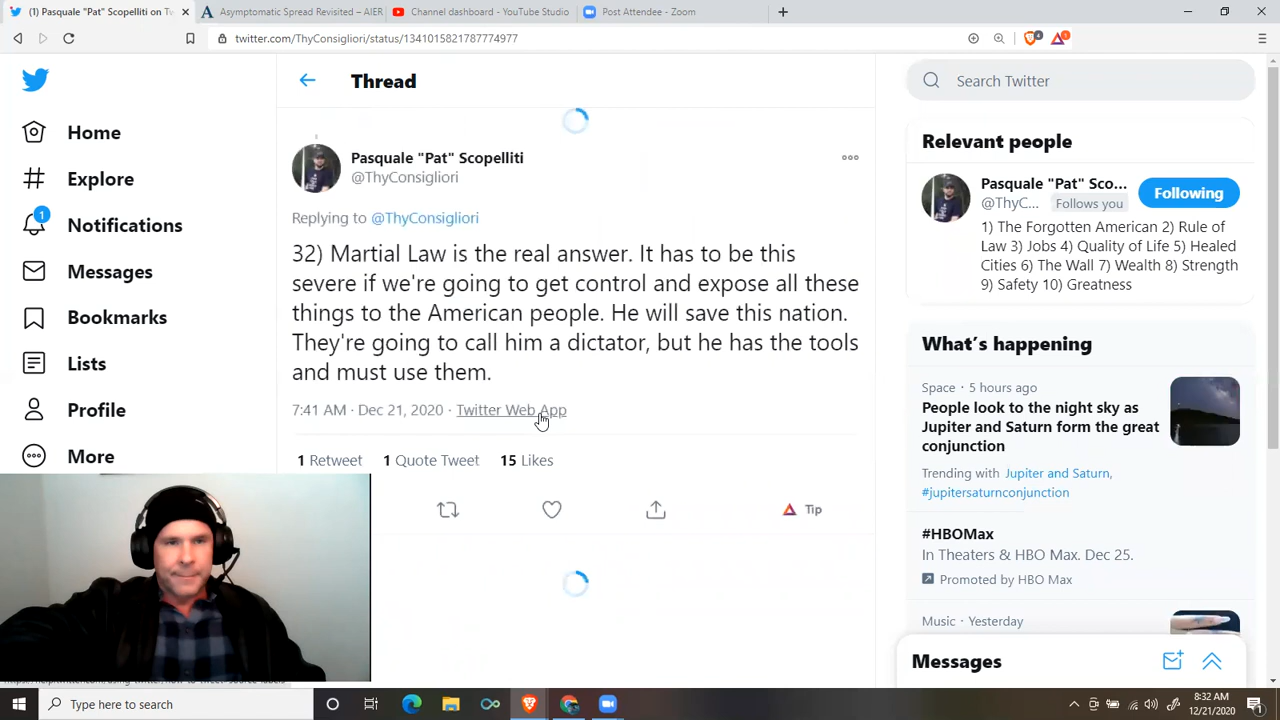 (1) Pasquale "Pat" Scopelliti on Tw
Asymptomatic Spread Revisited – AIER
Channel dashboard - YouTube Studio
Post Attendee - Zoom
twitter.com/ThyConsigliori/status/1341015821787774977
Home
Explore
1
Notifications
Messages
Bookmarks
Lists
Profile
More
Thread
Pasquale "Pat" Scopelliti
@ThyConsigliori
Replying to @ThyConsigliori
32) Martial Law is the real answer. It has to be this
severe if we're going to get control and expose all these
things to the American people. He will save this nation.
They're going to call him a dictator, but he has the tools
and must use them.
7:41 AM · Dec 21, 2020 · Twitter Web App
1 Retweet 1 Quote Tweet 15 Likes
Tip
Search Twitter
Relevant people
Pasquale "Pat" Sco...
@ThyC... Follows you
Following
1) The Forgotten American 2) Rule of
Law 3) Jobs 4) Quality of Life 5) Healed
Cities 6) The Wall 7) Wealth 8) Strength
9) Safety 10) Greatness
What's happening
Space · 5 hours ago
People look to the night sky as
Jupiter and Saturn form the great
conjunction
Trending with Jupiter and Saturn,
#jupitersaturnconjunction
#HBOMax
In Theaters & HBO Max. Dec 25.
Promoted by HBO Max
Music · Yesterday
Messages
Type here to search
8:32 AM
12/21/2020